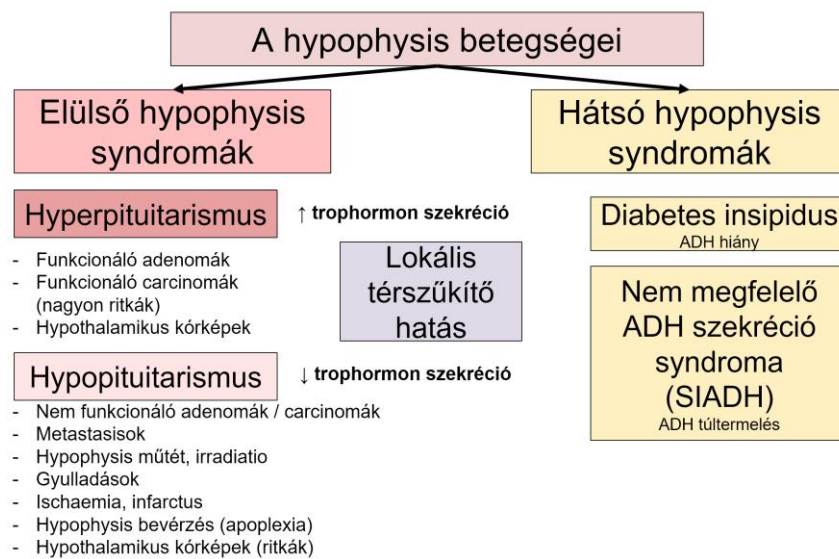 A hypophysis betegségei
Elülső hypophysis
syndromák
Hyperpituitarismus
↑ trophormon szekréció
- Funkcionáló adenomák
- Funkcionáló carcinomák
(nagyon ritkák)
- Hypothalamikus kórképek
Lokális
térszűkítő
hatás
Hypopituitarismus
↓ trophormon szekréció
- Nem funkcionáló adenomák / carcinomák
- Metastasisok
- Hypophysis műtét, irradiatio
- Gyulladások
- Ischaemia, infarctus
- Hypophysis bevérzés (apoplexia)
- Hypothalamikus kórképek (ritkák)
Hátsó hypophysis
syndromák
Diabetes insipidus
ADH hiány
Nem megfelelő
ADH szekréció
syndroma
(SIADH)
ADH túltermelés